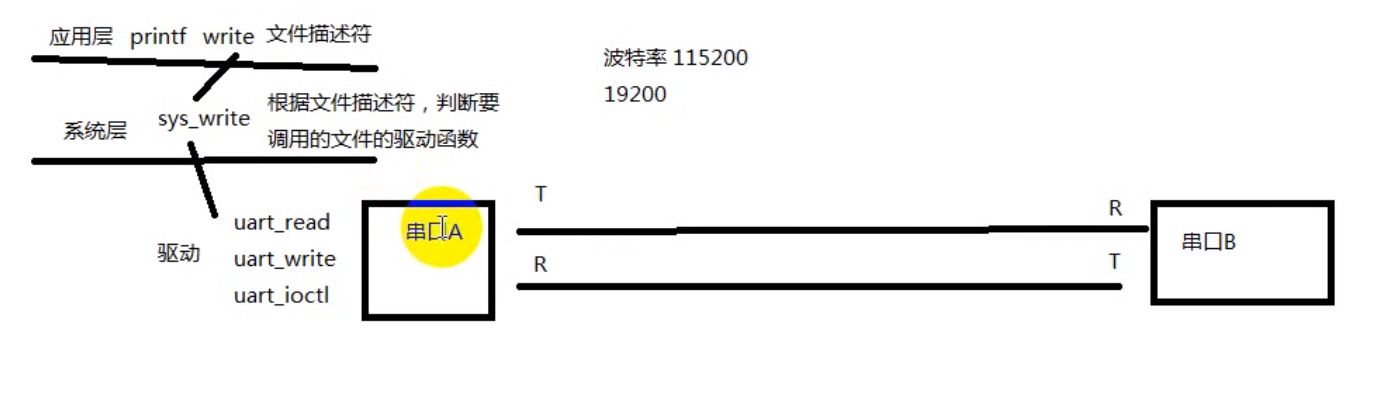 应用层 printf write 文件描述符
波特率 115200
19200
系统层 sys_write 根据文件描述符，判断要
调用的文件的驱动函数
驱动
uart_read
uart_write
uart_ioctl
串口A
T
R
R
T
串口B